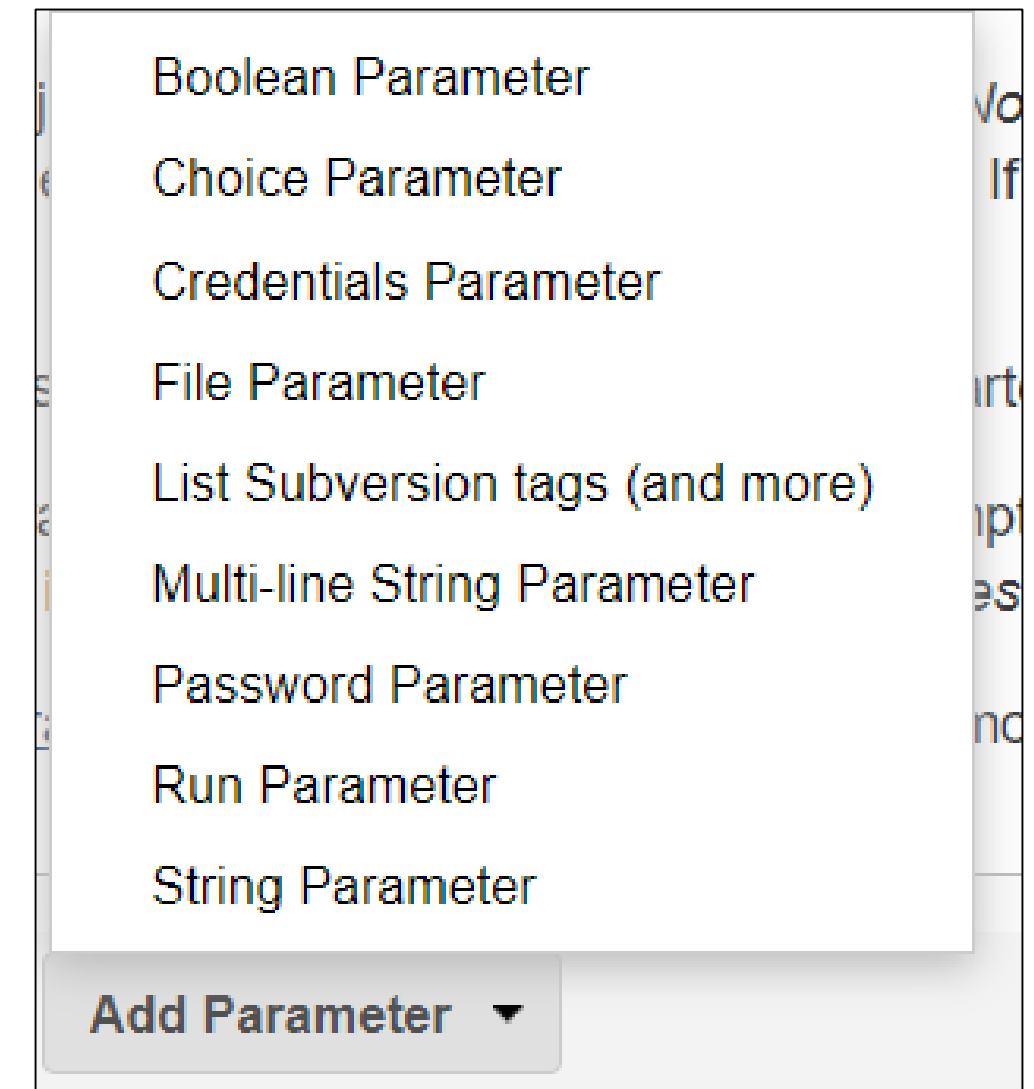 Boolean Parameter
Choice Parameter
Credentials Parameter
If
File Parameter
List Subversion tags (and more)
Multi-line String Parameter
Password Parameter
Run Parameter
String Parameter
Add Parameter